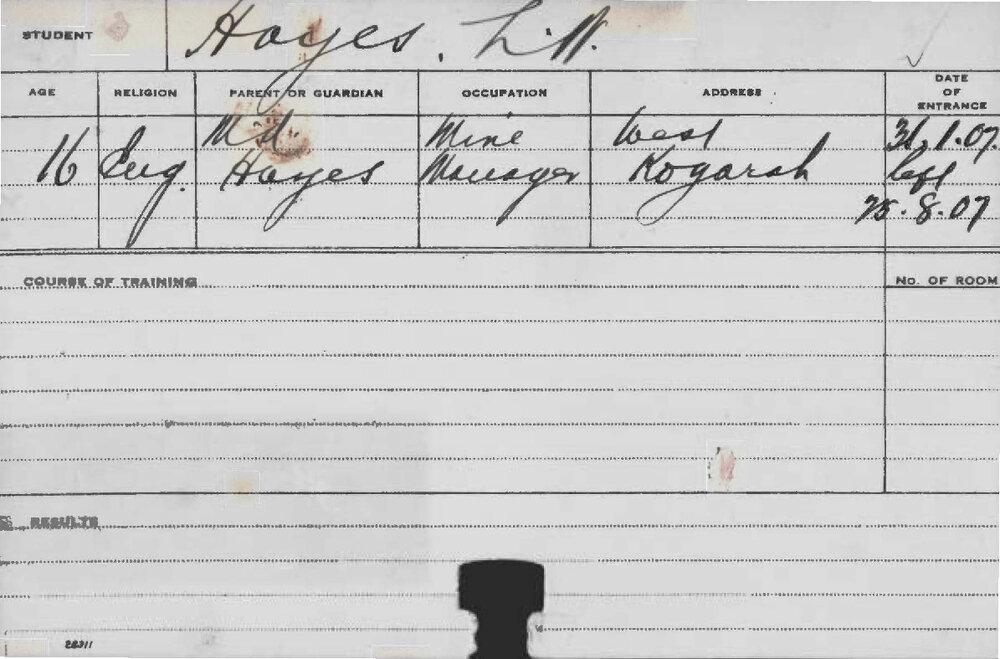 STUDENT Hayes, L.W.
AGE RELIGION PARENT OR GUARDIAN OCCUPATION ADDRESS DATE OF ENTRANCE
Mine West 31.1.07.
16 Eng. Hayes Manager Kogarah left
25.8.07
COURSE OF TRAINING No. OF ROOM
RESULTS
28311